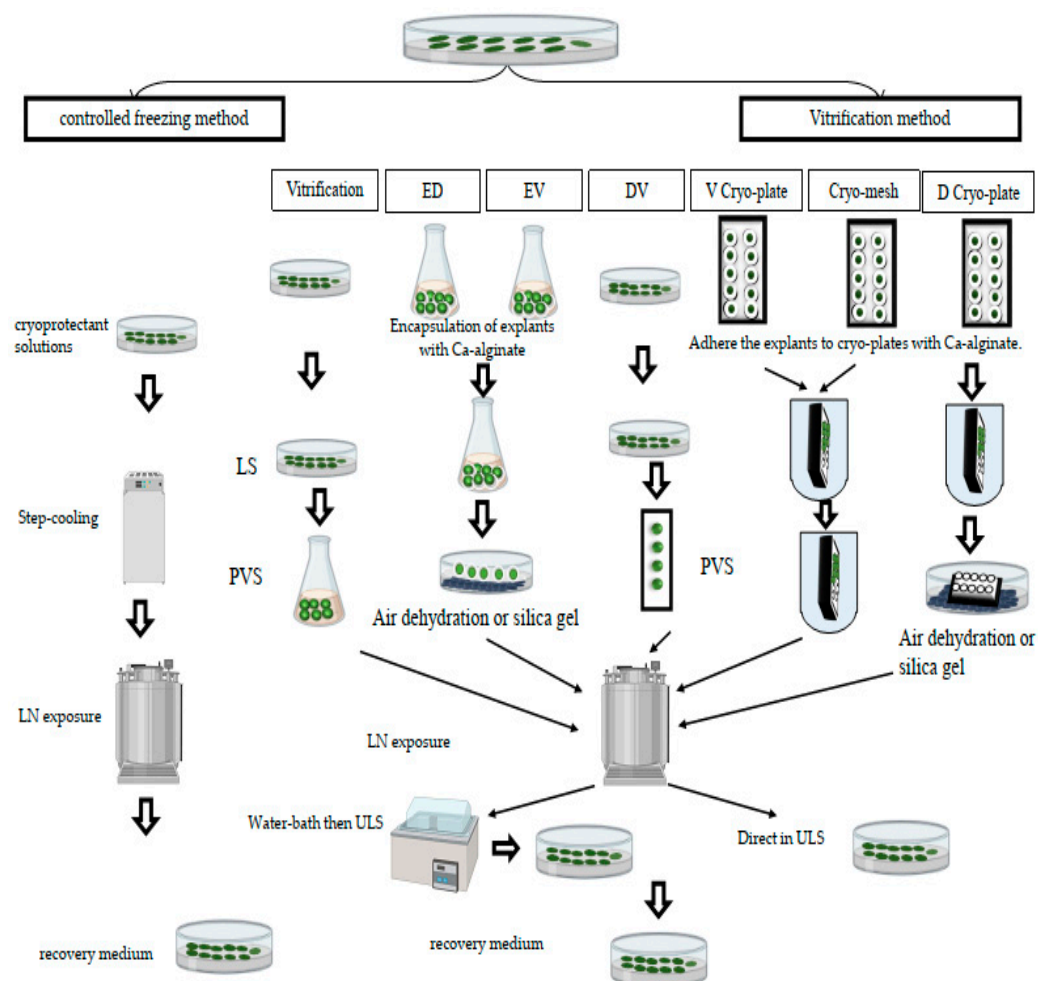 controlled freezing method
Vitrification method
Vitrification
ED
EV
DV
V Cryo-plate
Cryo-mesh
D Cryo-plate
cryoprotectant
solutions
Encapsulation of explants
with Ca-alginate
Adhere the explants to cryo-plates with Ca-alginate.
LS
Step-cooling
PVS
PVS
Air dehydration or silica gel
Air dehydration or
silica gel
LN exposure
LN exposure
Water-bath then ULS
Direct in ULS
recovery medium
recovery medium